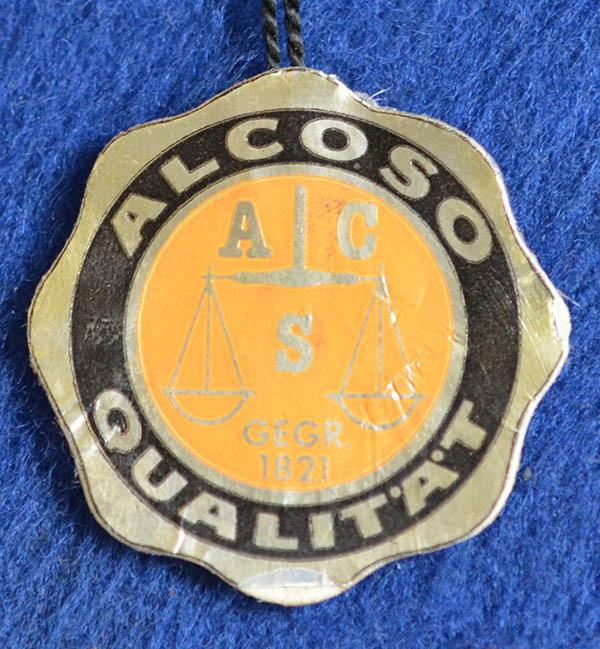 ALCOSO
A C
S
GEGR.
1821
QUALITÄT